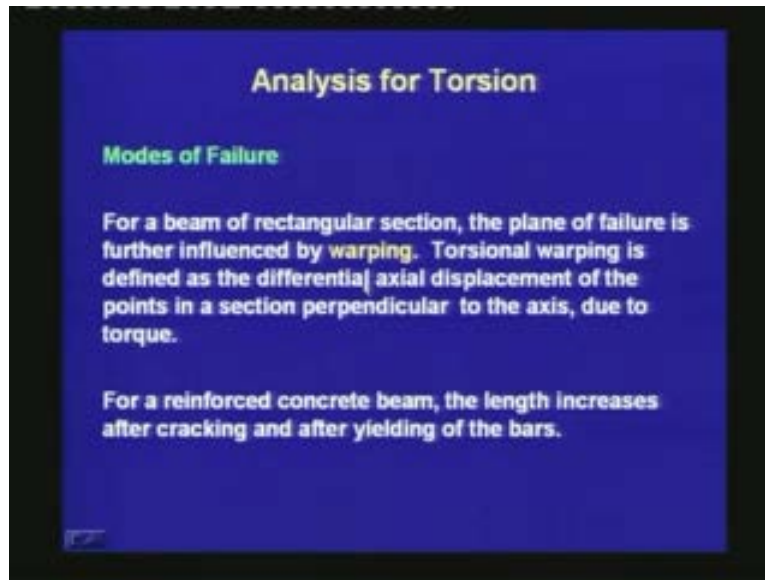 Analysis for Torsion
Modes of Failure
For a beam of rectangular section, the plane of failure is
further influenced by warping. Torsional warping is
defined as the differential axial displacement of the
points in a section perpendicular to the axis, due to
torque.
For a reinforced concrete beam, the length increases
after cracking and after yielding of the bars.